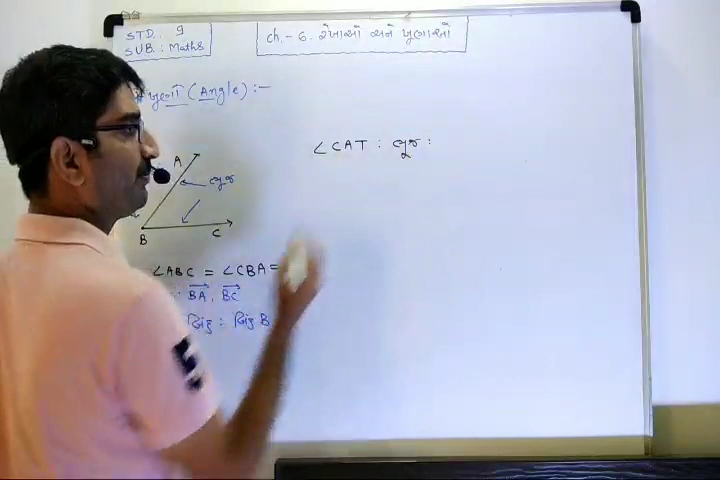 STD. 9
SUB. : Maths
ch.- 6. રેખાઓ અને ખૂણાઓ
ખૂણો (Angle) :-
∠CAT : ભુજ :
A
ભુજ
B
C
∠ABC = ∠CBA =
: BA, BC
બિંદુ : બિંદુ B